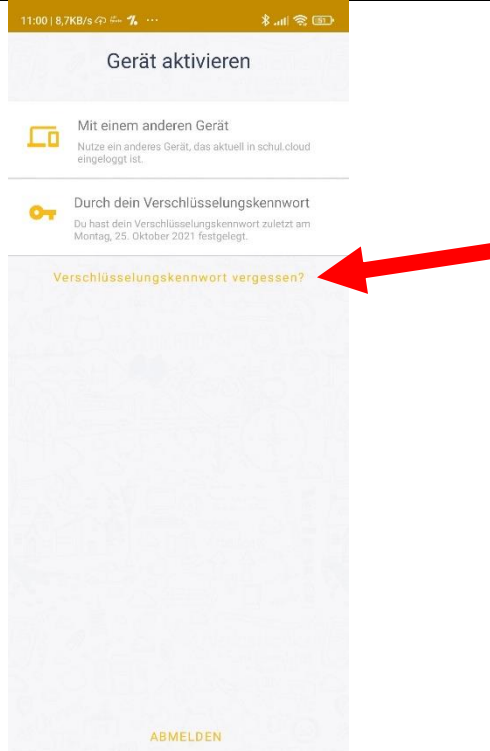 11:00 | 8,7KB/s
51
Gerät aktivieren
Mit einem anderen Gerät
Nutze ein anderes Gerät, das aktuell in schul.cloud
eingeloggt ist.
Durch dein Verschlüsselungskennwort
Du hast dein Verschlüsselungskennwort zuletzt am
Montag, 25. Oktober 2021 festgelegt.
Verschlüsselungskennwort vergessen?
ABMELDEN